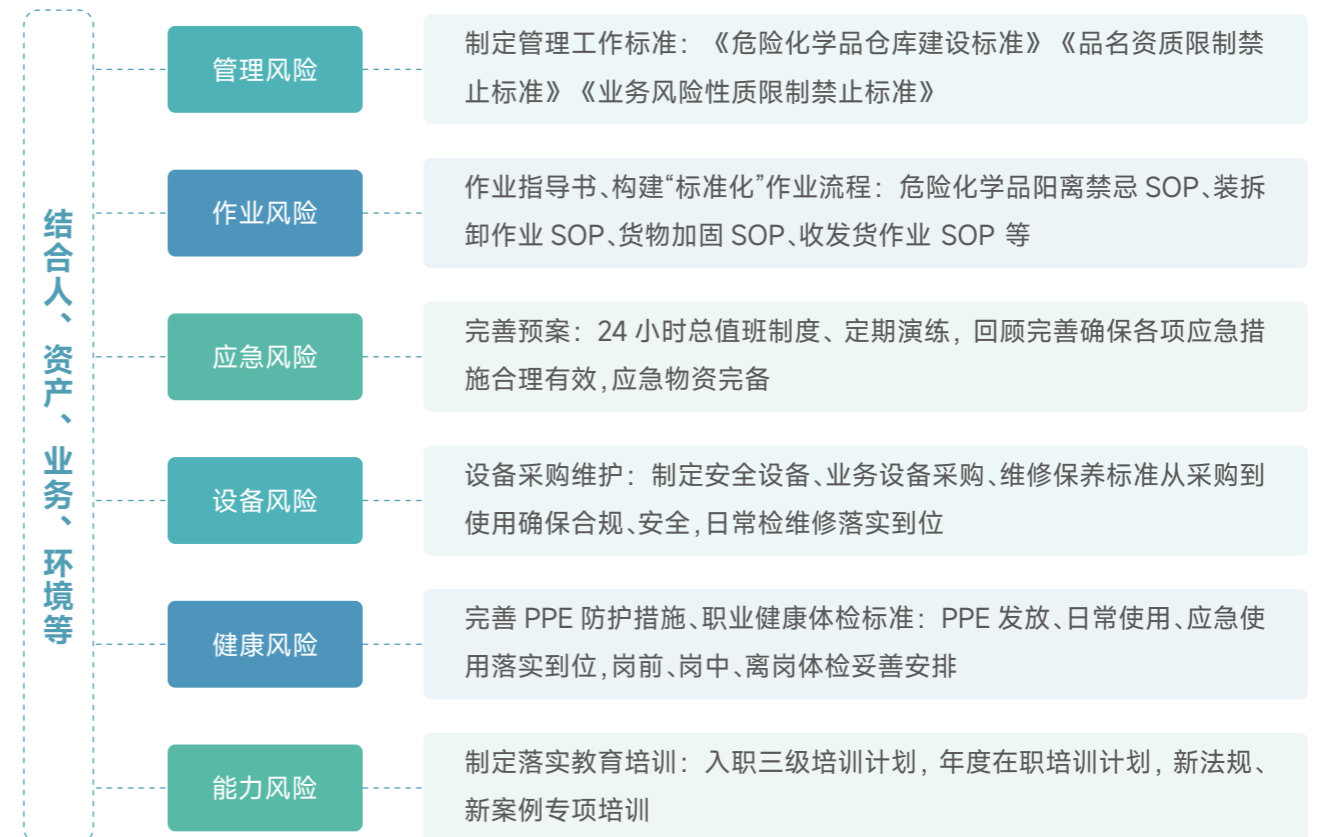 结合人、资产、业务、环境等
管理风险
制定管理工作标准：《危险化学品仓库建设标准》《品名资质限制禁
止标准》《业务风险性质限制禁止标准》
作业风险
作业指导书、构建“标准化”作业流程：危险化学品阳离禁忌 SOP、装拆
卸作业 SOP、货物加固 SOP、收发货作业 SOP 等
应急风险
完善预案：24 小时总值班制度、定期演练，回顾完善确保各项应急措
施合理有效，应急物资完备
设备风险
设备采购维护：制定安全设备、业务设备采购、维修保养标准从采购到
使用确保合规、安全，日常检维修落实到位
健康风险
完善 PPE 防护措施、职业健康体检标准：PPE 发放、日常使用、应急使
用落实到位，岗前、岗中、离岗体检妥善安排
能力风险
制定落实教育培训：入职三级培训计划，年度在职培训计划，新法规、
新案例专项培训